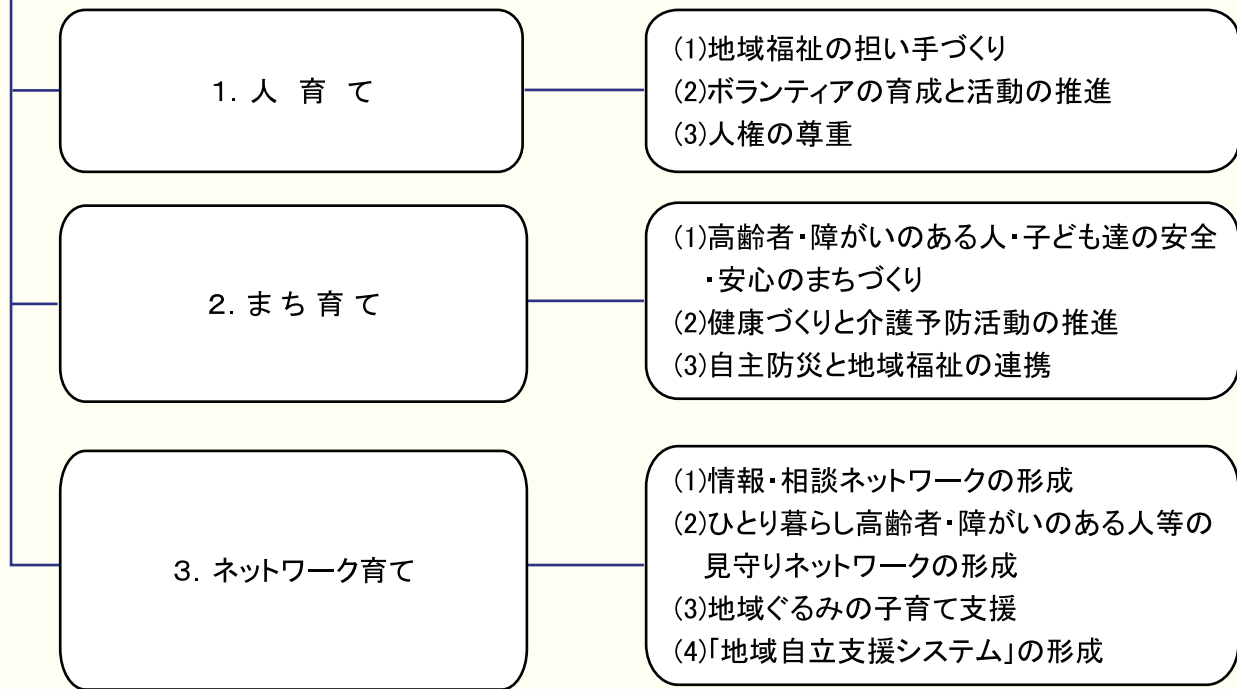 1．人 育 て
(1)地域福祉の担い手づくり
(2)ボランティアの育成と活動の推進
(3)人権の尊重
2．まち育て
(1)高齢者・障がいのある人・子ども達の安全
・安心のまちづくり
(2)健康づくりと介護予防活動の推進
(3)自主防災と地域福祉の連携
3．ネットワーク育て
(1)情報・相談ネットワークの形成
(2)ひとり暮らし高齢者・障がいのある人等の
見守りネットワークの形成
(3)地域ぐるみの子育て支援
(4)「地域自立支援システム」の形成